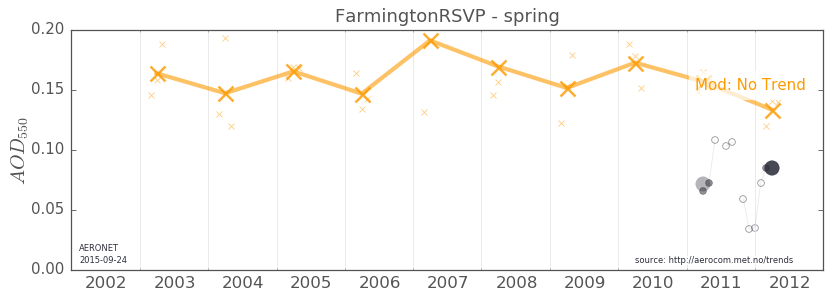 FarmingtonRSVP - spring
0.20
0.15
0.10
0.05
0.00
AOD550
Mod: No Trend
AERONET
2015-09-24
source: http://aerocom.met.no/trends
2002 2003 2004 2005 2006 2007 2008 2009 2010 2011 2012